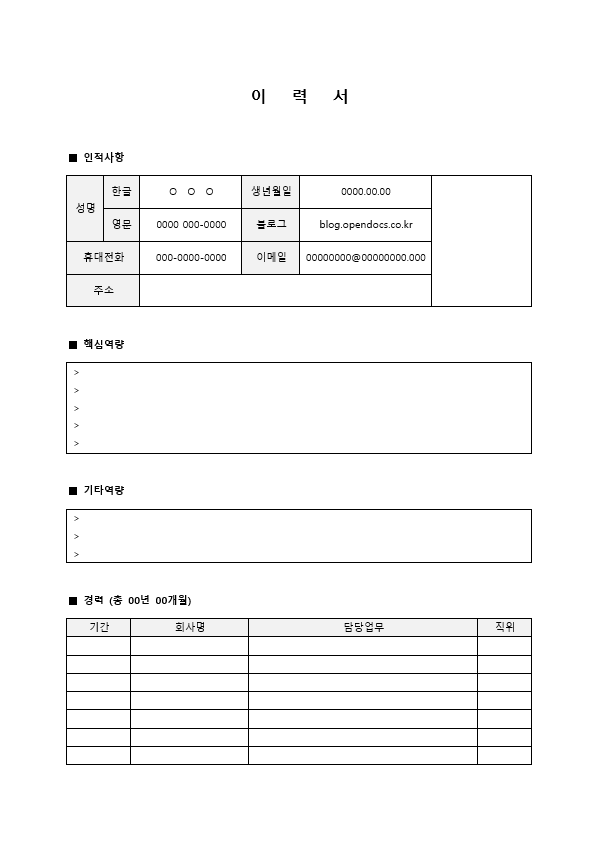 이 력 서
■ 인적사항
성명 한글 ○ ○ ○ 생년월일 0000.00.00
영문 0000 000-0000 블로그 blog.opendocs.co.kr
휴대전화 000-0000-0000 이메일 00000000@00000000.000
주소
■ 핵심역량
>
>
>
>
>
■ 기타역량
>
>
>
■ 경력 (총 00년 00개월)
기간 회사명 담당업무 직위